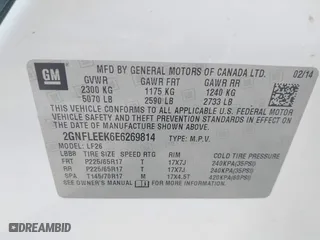 GM
MFD BY GENERAL MOTORS OF CANADA LTD.
02/14
GVWR GAWR FRT GAWR RR
2300 KG 1175 KG 1240 KG
5070 LB 2590 LB 2733 LB
THIS VEHICLE CONFORMS TO ALL APPLICABLE U.S. FEDERAL
MOTOR VEHICLE SAFETY AND THEFT PREVENTION
STANDARDS IN EFFECT ON THE DATE OF MANUFACTURE
SHOWN ABOVE.
2GNFLEEKGE6269814 TYPE: M.P.V.
MODEL: LF26
TIRE SIZE SPEED RTG RIM COLD TIRE PRESSURE
FRT P225/65R17 T 17X7J 240KPA(35PSI)
RR P225/65R17 T 17X7J 240KPA(35PSI)
SPA T145/70R17 M 17X4.5T 420KPA(60PSI)
SEE OWNER'S MANUAL FOR ADDITIONAL INFORMATION
DEALERSHIP.COM